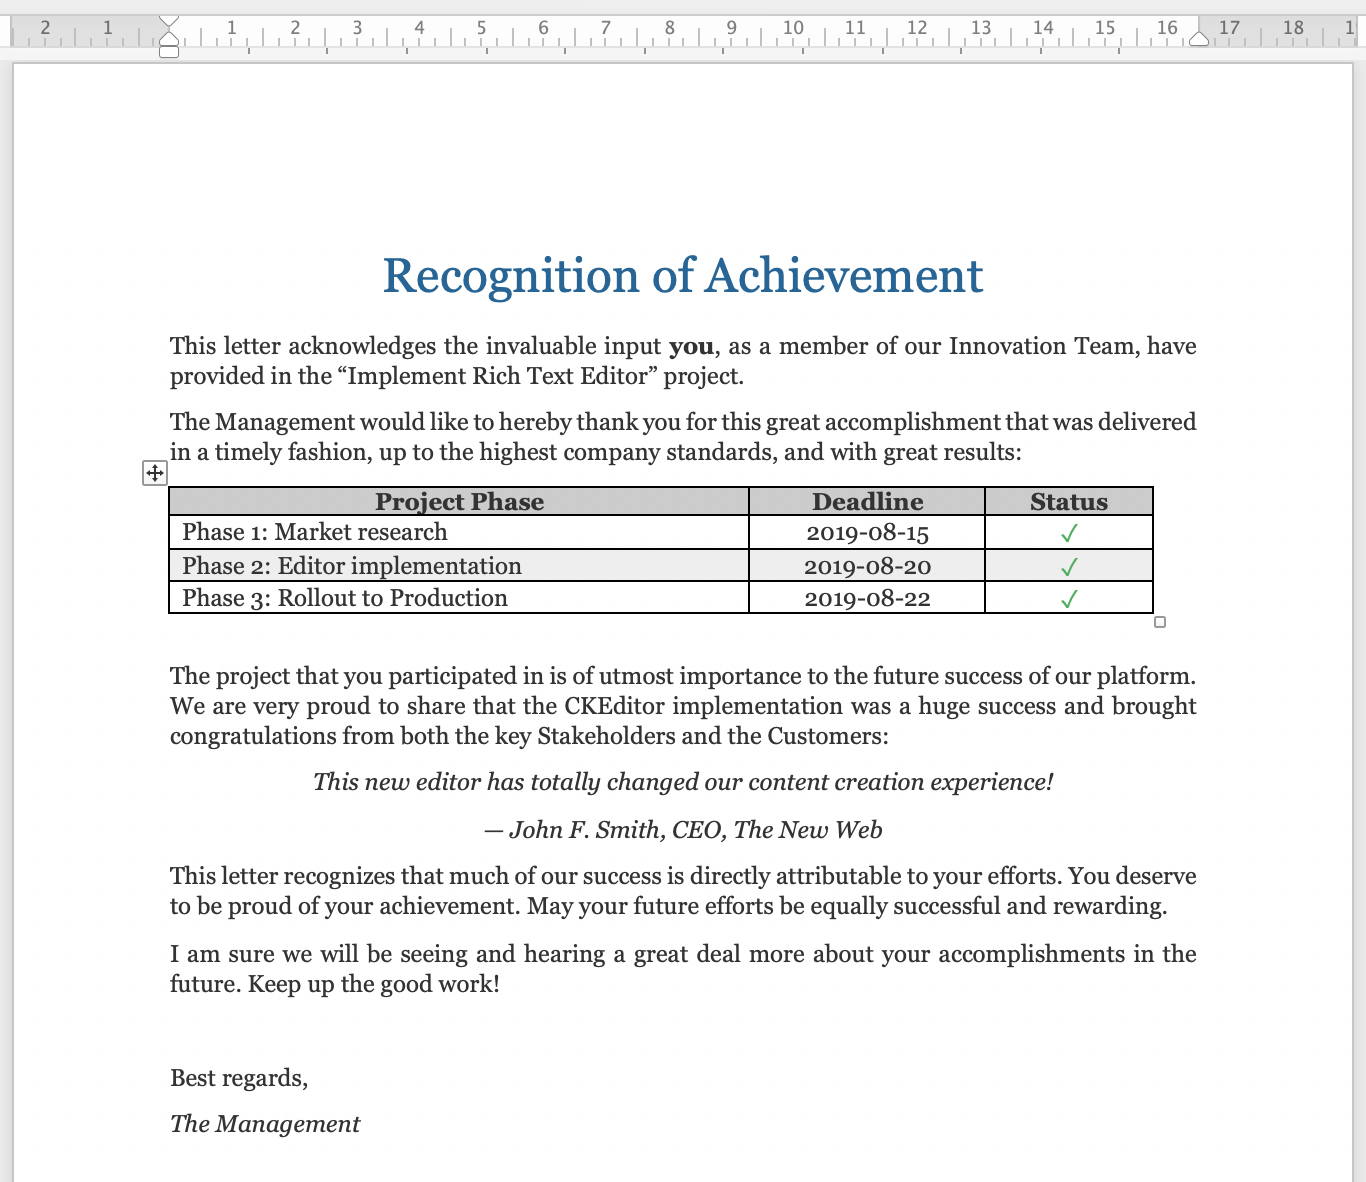 2 1 1 2 3 4 5 6 7 8 9 10 11 12 13 14 15 16 17 18
Recognition of Achievement
This letter acknowledges the invaluable input you, as a member of our Innovation Team, have
provided in the “Implement Rich Text Editor” project.
The Management would like to hereby thank you for this great accomplishment that was delivered
in a timely fashion, up to the highest company standards, and with great results:
Project Phase Deadline Status
Phase 1: Market research 2019-08-15 ✓
Phase 2: Editor implementation 2019-08-20 ✓
Phase 3: Rollout to Production 2019-08-22 ✓
The project that you participated in is of utmost importance to the future success of our platform.
We are very proud to share that the CKEditor implementation was a huge success and brought
congratulations from both the key Stakeholders and the Customers:
This new editor has totally changed our content creation experience!
— John F. Smith, CEO, The New Web
This letter recognizes that much of our success is directly attributable to your efforts. You deserve
to be proud of your achievement. May your future efforts be equally successful and rewarding.
I am sure we will be seeing and hearing a great deal more about your accomplishments in the
future. Keep up the good work!
Best regards,
The Management